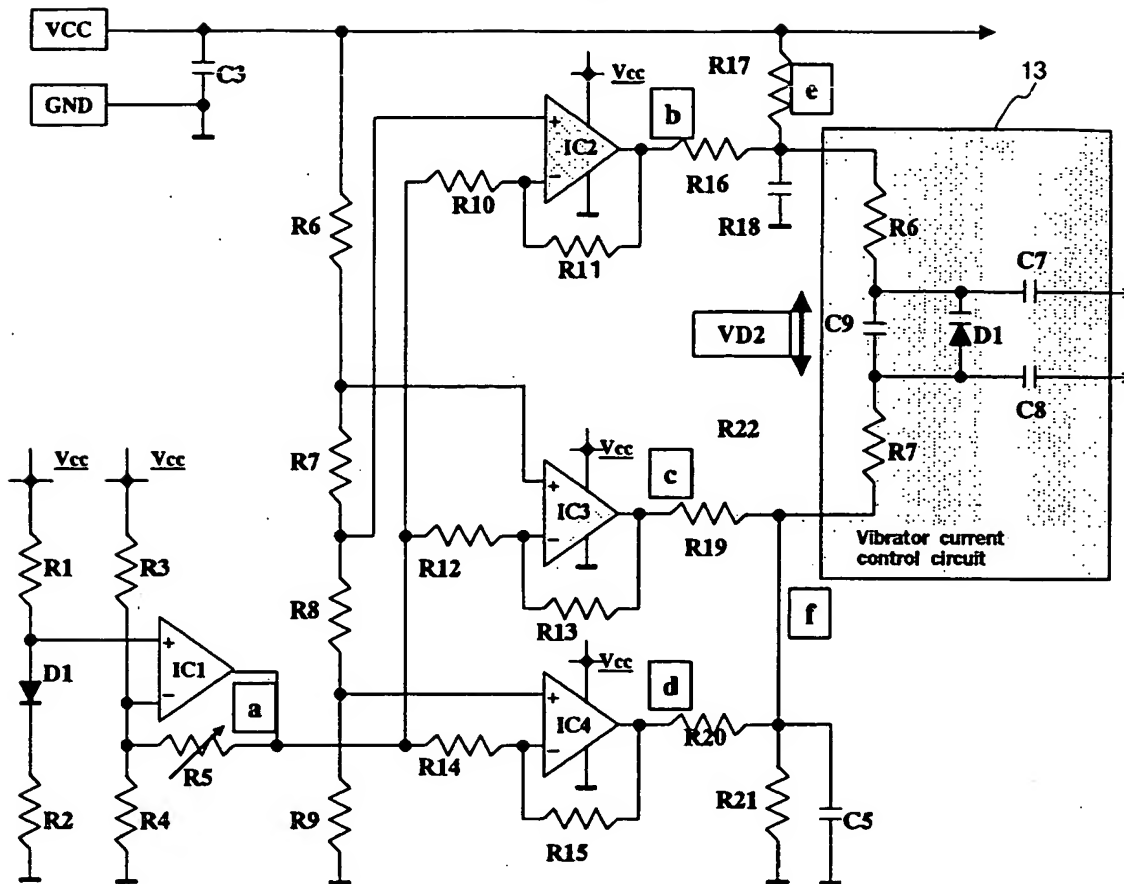 VCC
GND
C3
Vcc
R17
e
13
b
IC2
+
−
R16
R10
R18
R11
R6
R6
C7
VD2
C9
D1
C8
R22
R7
Vcc
Vcc
R7
Vcc
c
+
IC3
−
R19
R1
R3
R12
Vibrator current
control circuit
R8
R13
f
D1
+
IC1
−
a
Vcc
d
+
IC4
−
R20
R5
R14
R2
R4
R9
R21
C5
R15